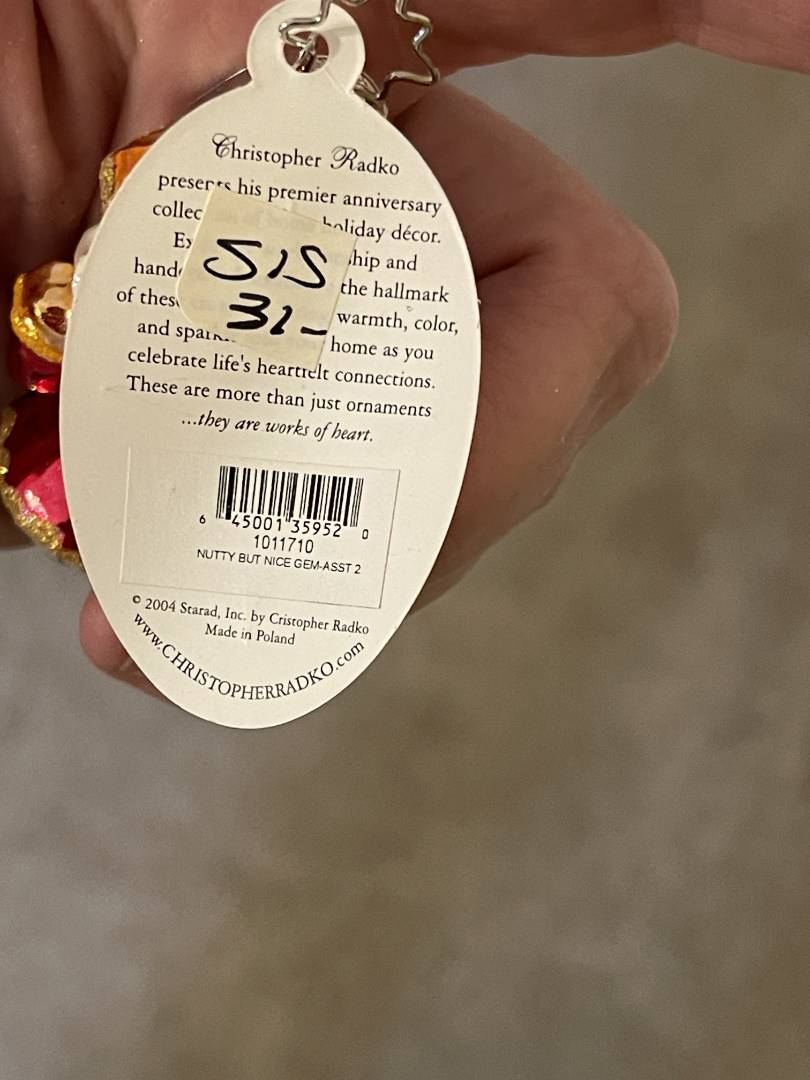 Christopher Radko
presents his premier anniversary
collec holiday décor.
Ex ship and
hand the hallmark
of these warmth, color,
and spark home as you
celebrate life's heartfelt connections.
These are more than just ornaments
...they are works of heart.
SIS
31-
6 45001 35952 0
1011710
NUTTY BUT NICE GEM-ASST 2
© 2004 Starad, Inc. by Cristopher Radko
Made in Poland
www.CHRISTOPHERRADKO.com